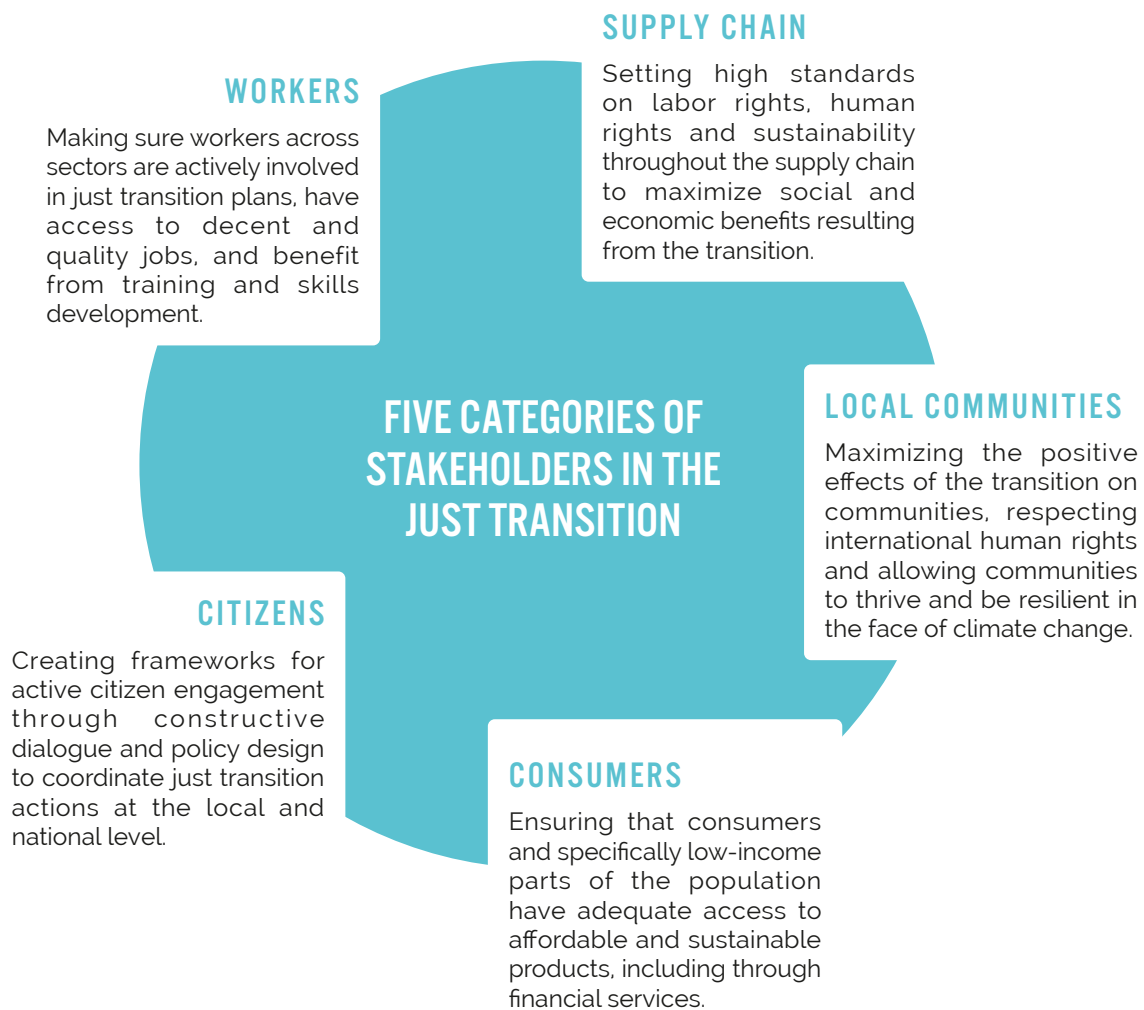 SUPPLY CHAIN
Setting high standards
on labor rights, human
rights and sustainability
throughout the supply chain
to maximize social and
economic benefits resulting
from the transition.
WORKERS
Making sure workers across
sectors are actively involved
in just transition plans, have
access to decent and
quality jobs, and benefit
from training and skills
development.
FIVE CATEGORIES OF
STAKEHOLDERS IN THE
JUST TRANSITION
LOCAL COMMUNITIES
Maximizing the positive
effects of the transition on
communities, respecting
international human rights
and allowing communities
to thrive and be resilient in
the face of climate change.
CITIZENS
Creating frameworks for
active citizen engagement
through constructive
dialogue and policy design
to coordinate just transition
actions at the local and
national level.
CONSUMERS
Ensuring that consumers
and specifically low-income
parts of the population
have adequate access to
affordable and sustainable
products, including through
financial services.